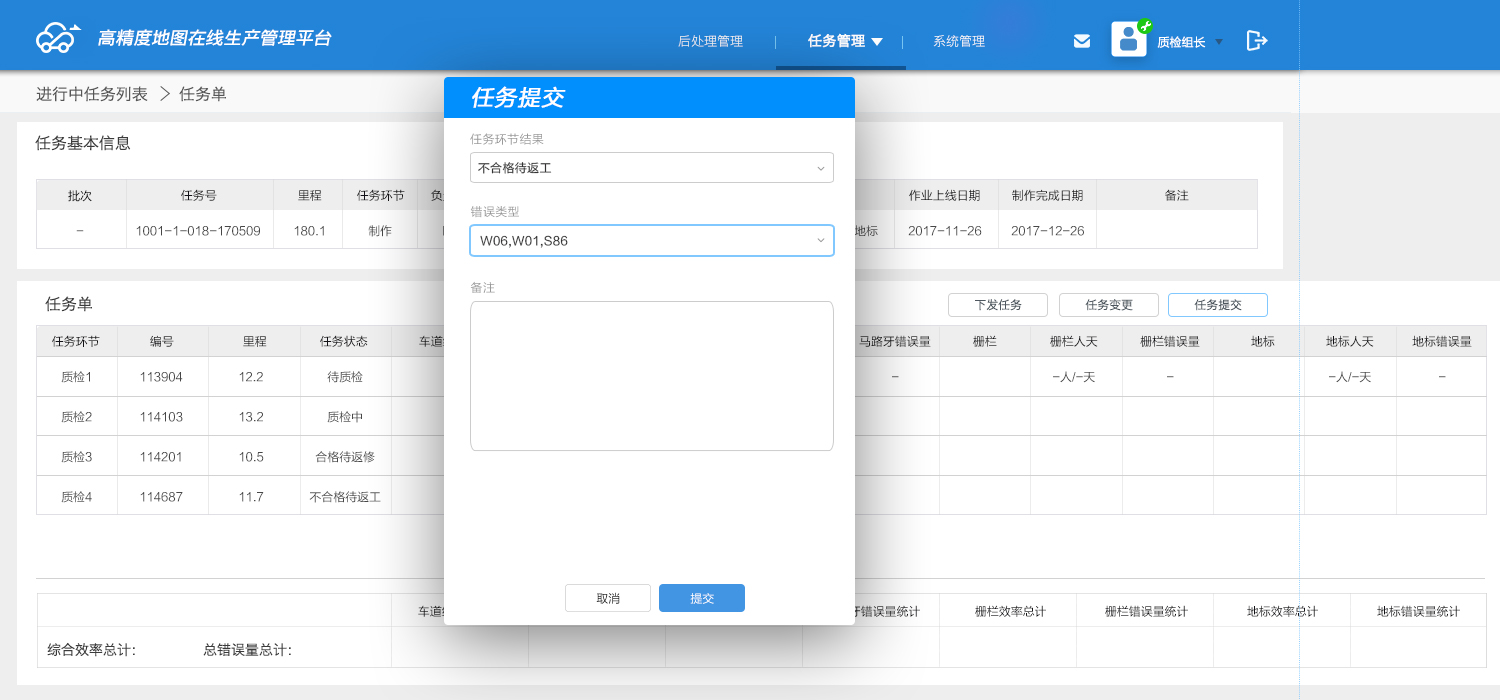 高精度地图在线生产管理平台
后处理管理 任务管理 系统管理 质检组长
进行中任务列表 任务单
任务提交
任务环节结果
不合格待返工
错误类型
W06,W01,S86
备注
取消 提交
任务基本信息
批次 任务号 里程 任务环节 负 作业上线日期 制作完成日期 备注
– 1001-1-018-170509 180.1 制作 地标 2017-11-26 2017-12-26
任务单 下发任务 任务变更 任务提交
任务环节 编号 里程 任务状态 车道 马路牙错误量 栅栏 栅栏人天 栅栏错误量 地标 地标人天 地标错误量
质检1 113904 12.2 待质检 – –人/–天 – –人/–天 –
质检2 114103 13.2 质检中
质检3 114201 10.5 合格待返修
质检4 114687 11.7 不合格待返工
车道 错误量统计 栅栏效率总计 栅栏错误量统计 地标效率总计 地标错误量统计
综合效率总计: 总错误量总计: